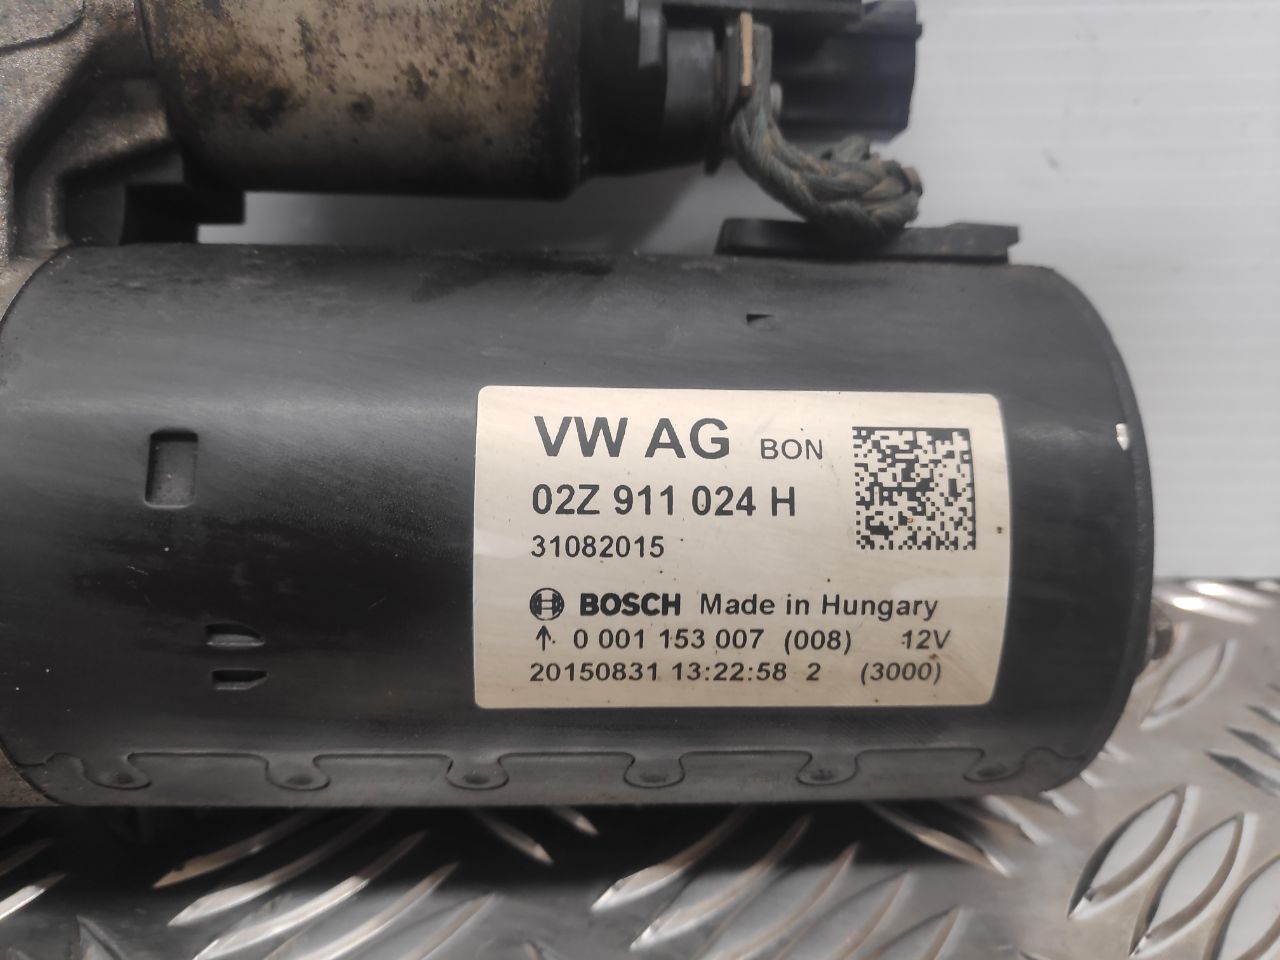 VW AG BON
02Z 911 024 H
31082015
BOSCH Made in Hungary
0 001 153 007 (008) 12V
20150831 13:22:58 2 (3000)